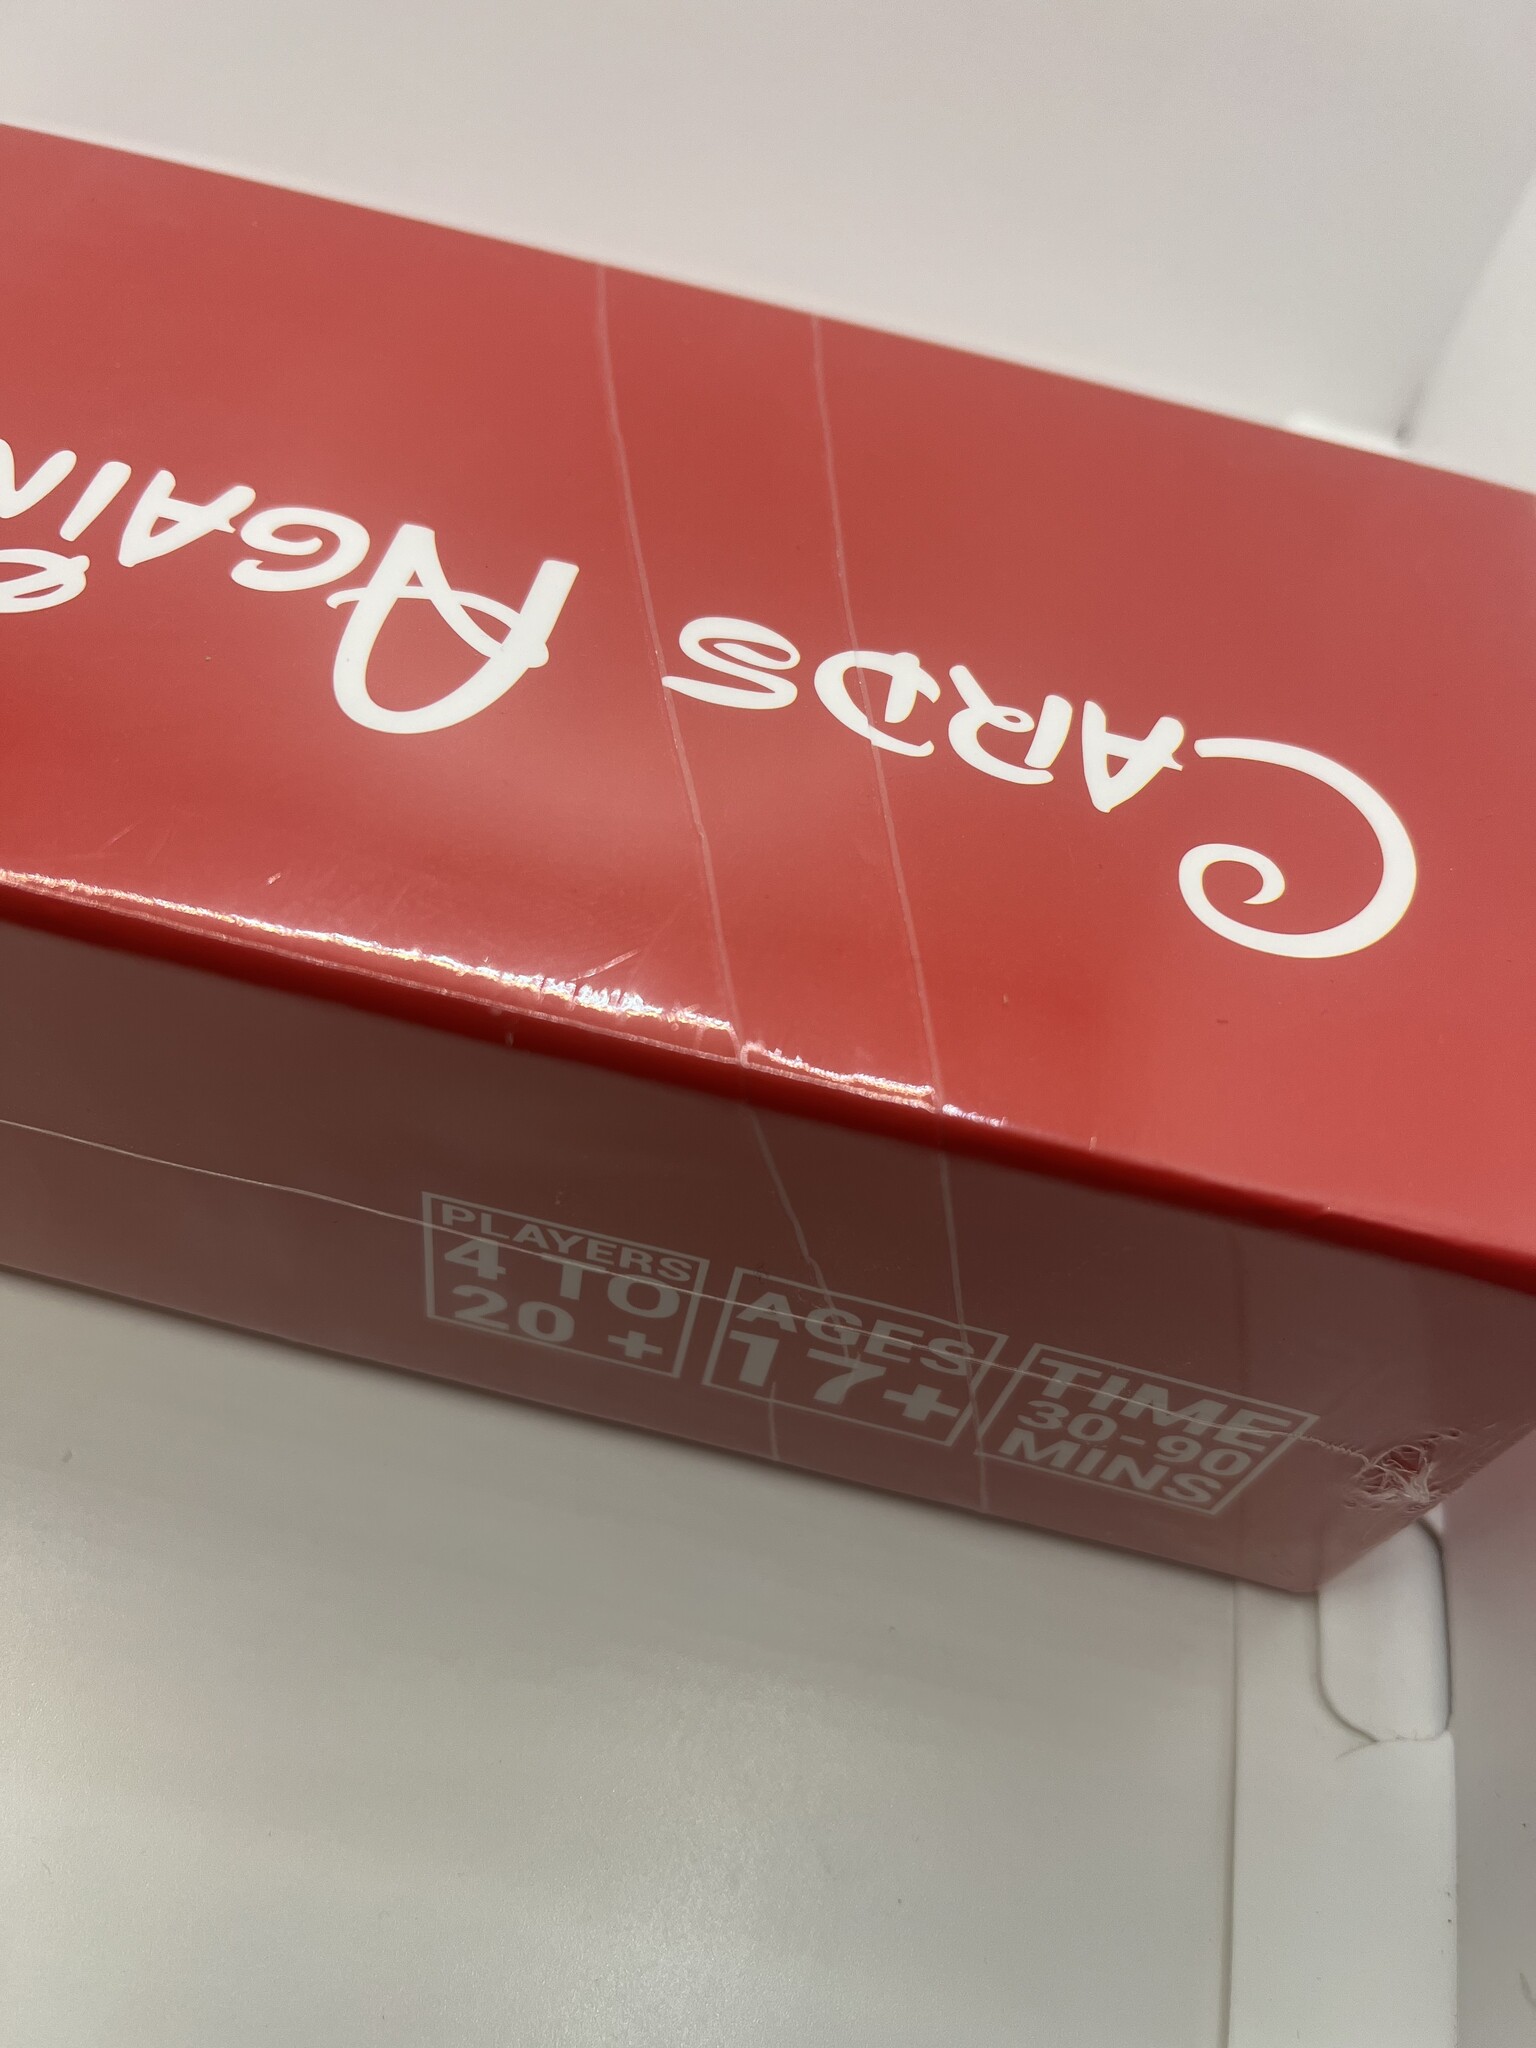 CARDS AGAIN
PLAYERS
4 TO
20 +
AGES
17+
TIME
30-90
MINS